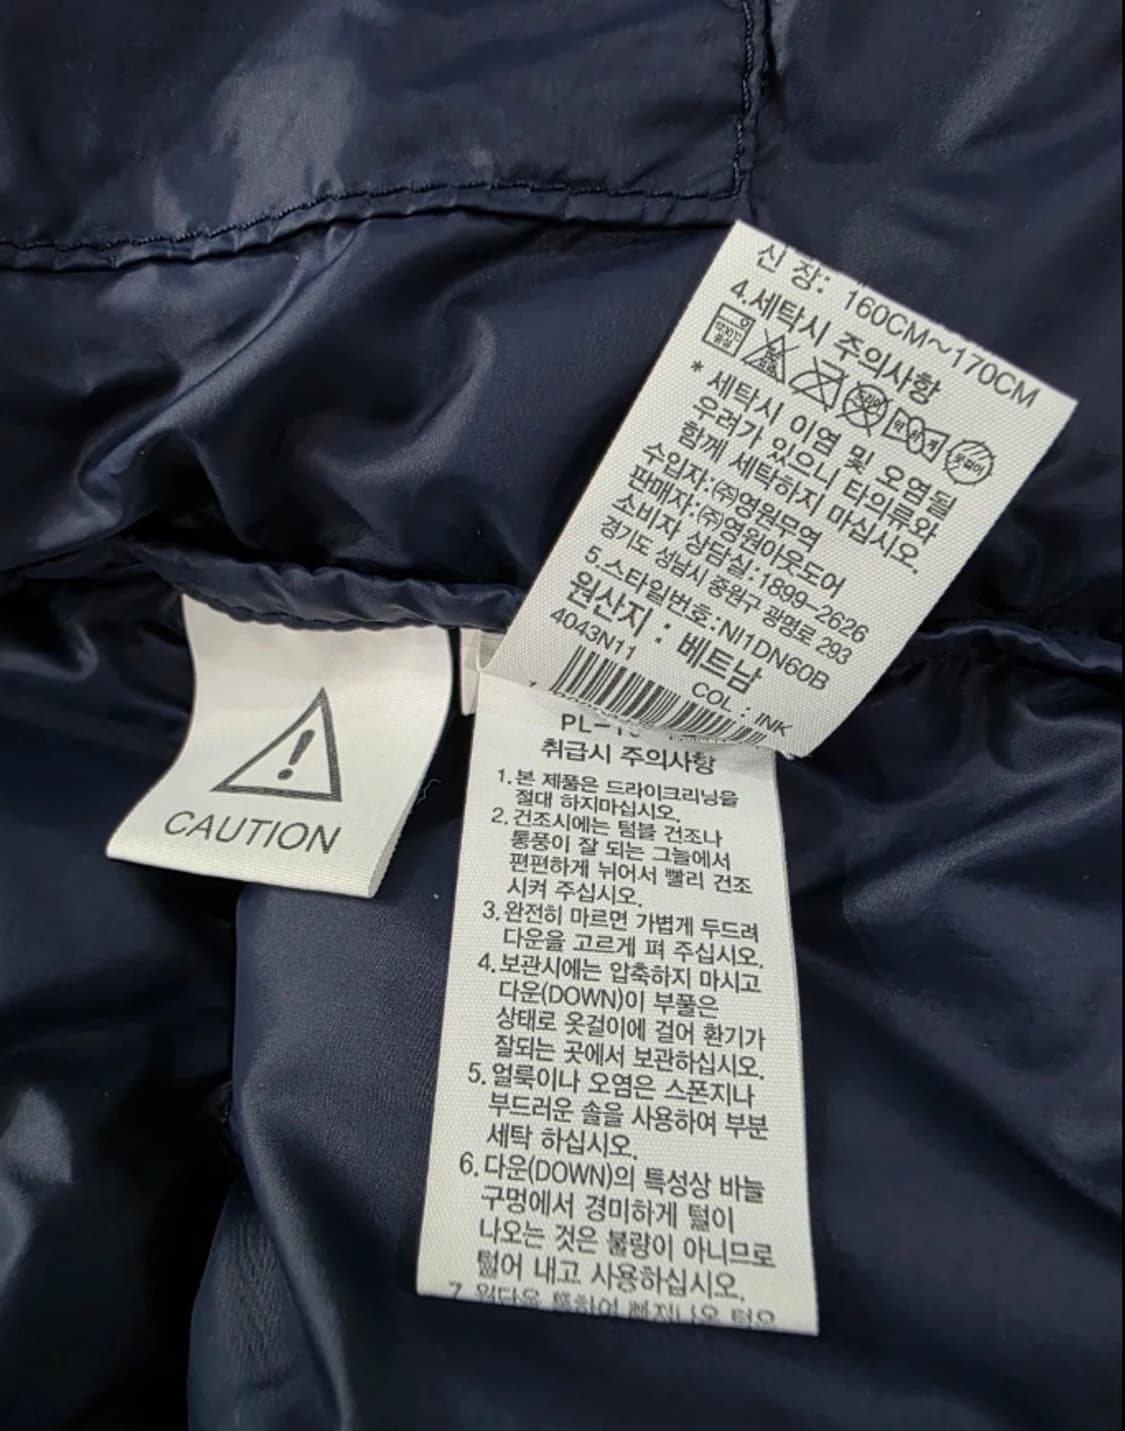 신 장: 160CM~170CM
4.세탁시 주의사항
* 세탁시 이염 및 오염될
우려가 있으니 타의류와
함께 세탁하지 마십시오.
수입자:㈜영원무역
판매자:㈜영원아웃도어
소비자 상담실:1899-2626
경기도 성남시 중원구 광명로 293
5.스타일번호:NI1DN60B
원산지 : 베트남
4043N11
COL : INK
CAUTION
취급시 주의사항
1.본 제품은 드라이크리닝을
절대 하지마십시오.
2.건조시에는 텀블 건조나
통풍이 잘 되는 그늘에서
편편하게 뉘어서 빨리 건조
시켜 주십시오.
3.완전히 마르면 가볍게 두드려
다운을 고르게 펴 주십시오.
4.보관시에는 압축하지 마시고
다운(DOWN)이 부풀은
상태로 옷걸이에 걸어 환기가
잘되는 곳에서 보관하십시오.
5.얼룩이나 오염은 스폰지나
부드러운 솔을 사용하여 부분
세탁 하십시오.
6.다운(DOWN)의 특성상 바늘
구멍에서 경미하게 털이
나오는 것은 불량이 아니므로
털어 내고 사용하십시오.